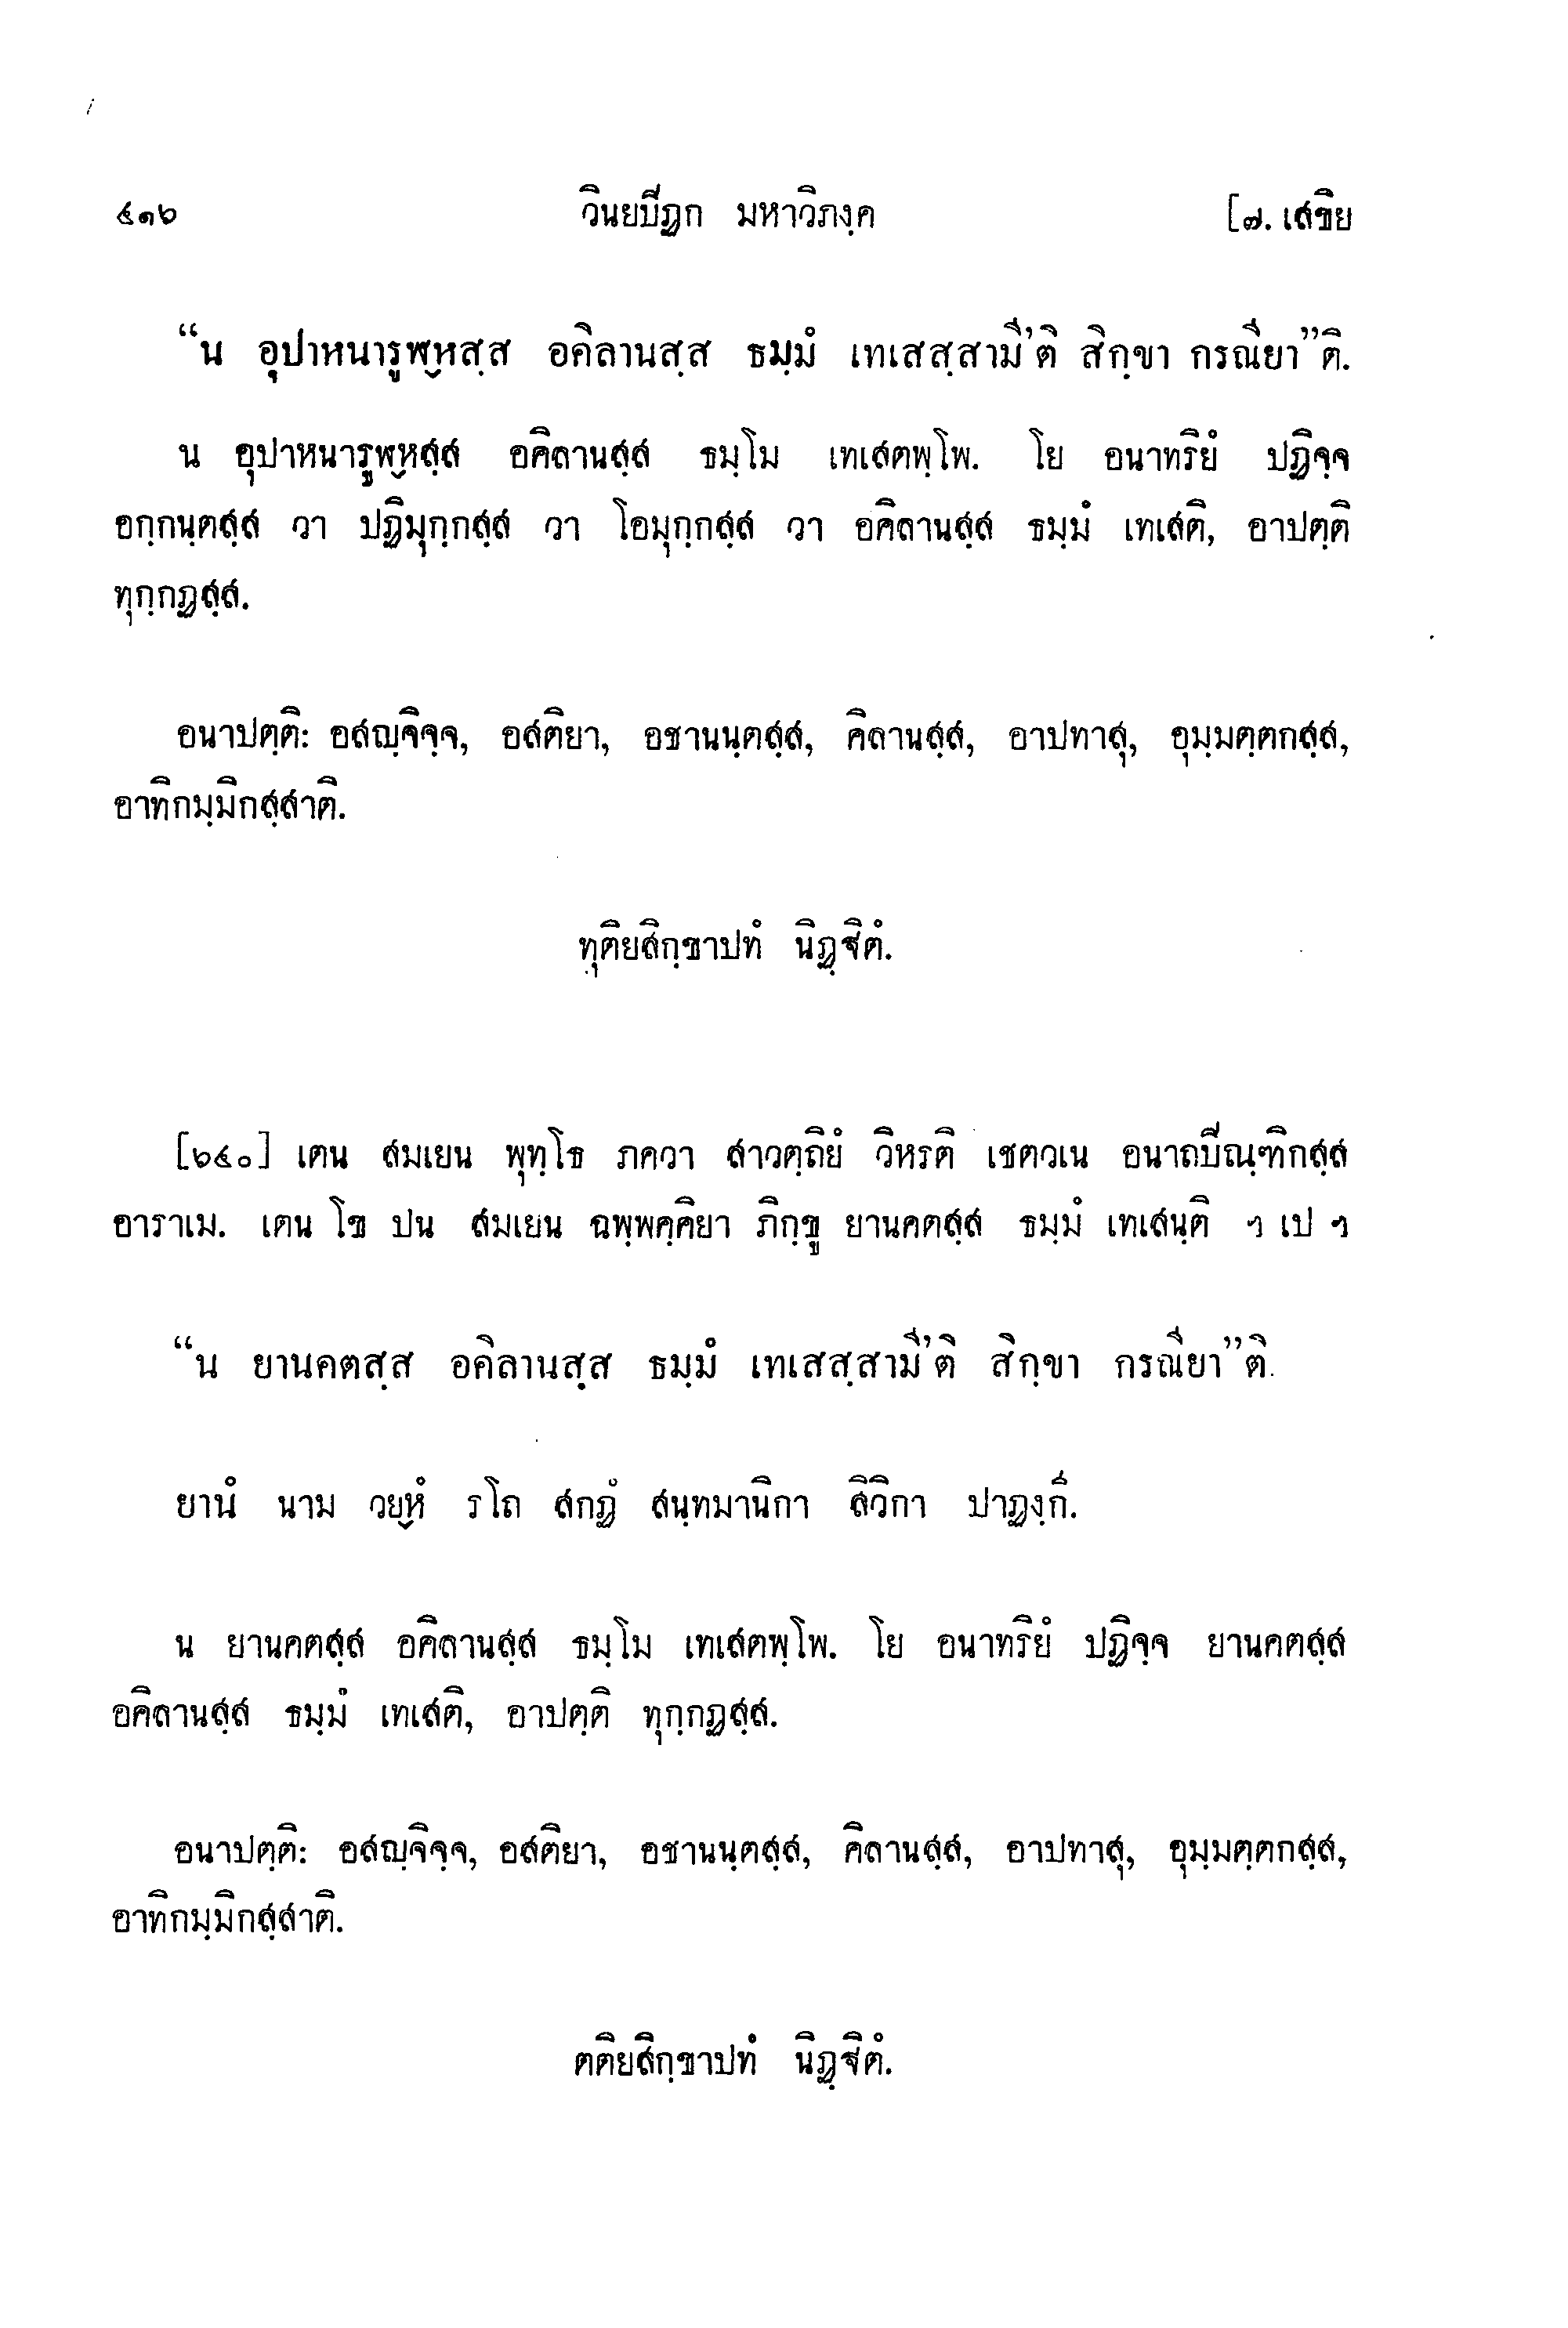 ๕๑๖ วินยปิฏก มหาวิภงฺค [๗. เสขิย
“น อุปาหนารูฬฺหสฺส อคิลานสฺส ธมฺมํ เทเสสฺสามี’ติ สิกฺขา กรณียา”ติ.
น อุปาหนารูฬฺหสฺส อคิลานสฺส ธมฺโม เทเสตพฺโพ. โย อนาทริยํ ปฏิจฺจ
อกฺกนฺตสฺส วา ปฏิมุกฺกสฺส วา โอมุกฺกสฺส วา อคิลานสฺส ธมฺมํ เทเสติ, อาปตฺติ
ทุกฺกฏสฺส.
อนาปตฺติ: อสญฺจิจฺจ, อสติยา, อชานนฺตสฺส, คิลานสฺส, อาปทาสุ, อุมฺมตฺตกสฺส,
อาทิกมฺมิกสฺสาติ.
ทุติยสิกฺขาปทํ นิฏฺฐิตํ.
[๖๕๐] เตน สมเยน พุทฺโธ ภควา สาวตฺถิยํ วิหรติ เชตวเน อนาถปิณฺฑิกสฺส
อาราเม. เตน โข ปน สมเยน ฉพฺพคฺคิยา ภิกฺขู ยานคตสฺส ธมฺมํ เทเสนฺติ ฯ เป ฯ
“น ยานคตสฺส อคิลานสฺส ธมฺมํ เทเสสฺสามี’ติ สิกฺขา กรณียา”ติ.
ยานํ นาม วยฺหํ รโถ สกฏํ สนฺทมานิกา สิวิกา ปาฏงฺกี.
น ยานคตสฺส อคิลานสฺส ธมฺโม เทเสตพฺโพ. โย อนาทริยํ ปฏิจฺจ ยานคตสฺส
อคิลานสฺส ธมฺมํ เทเสติ, อาปตฺติ ทุกฺกฏสฺส.
อนาปตฺติ: อสญฺจิจฺจ, อสติยา, อชานนฺตสฺส, คิลานสฺส, อาปทาสุ, อุมฺมตฺตกสฺส,
อาทิกมฺมิกสฺสาติ.
ตติยสิกฺขาปทํ นิฏฺฐิตํ.